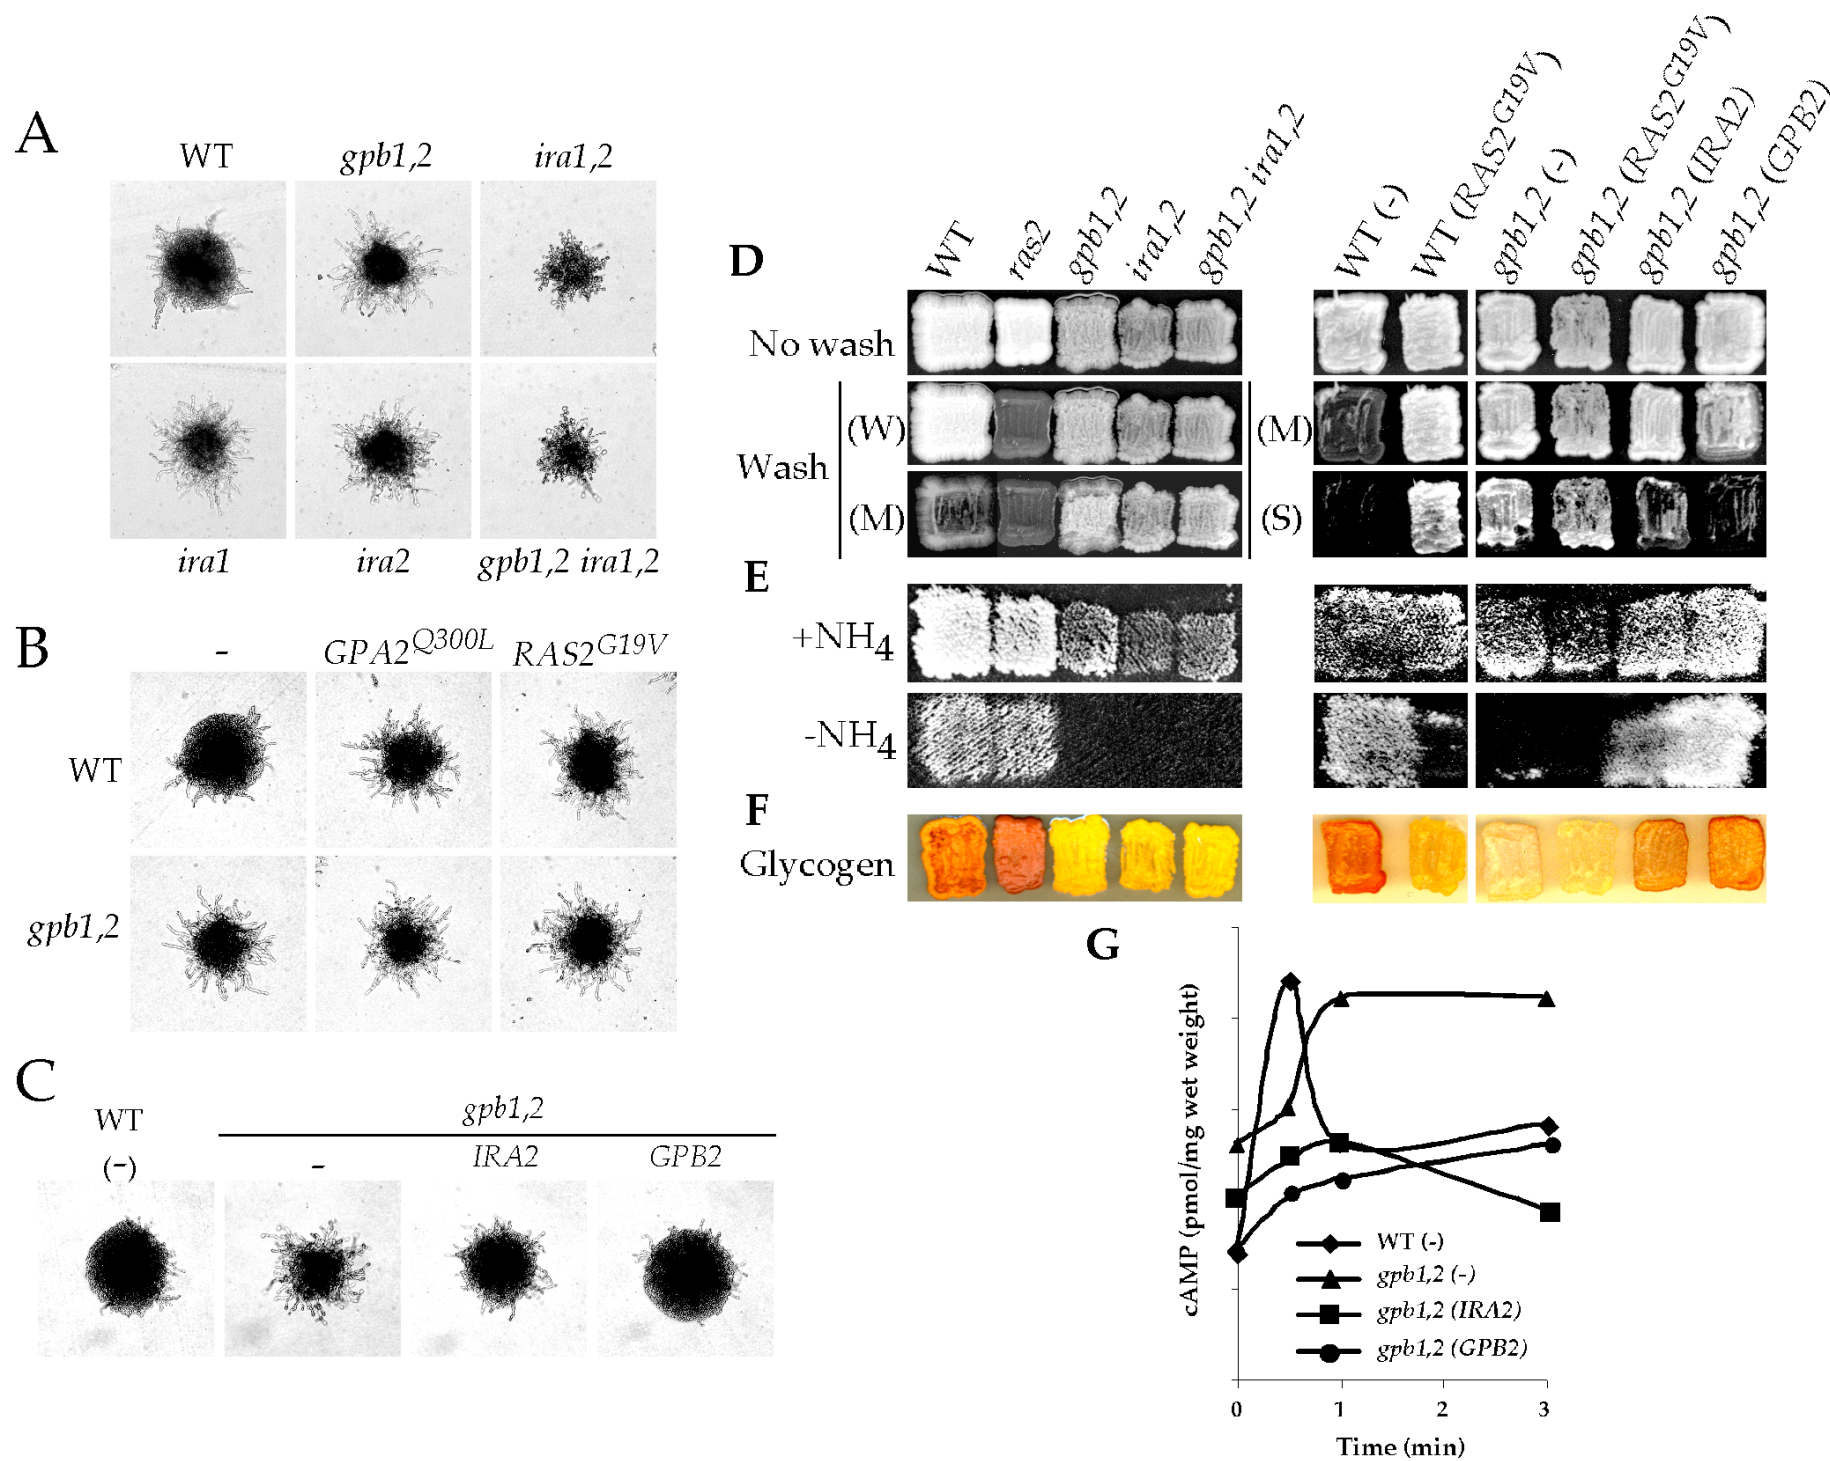 A
WT
gpb1,2
ira1,2
ira1
ira2
gpb1,2 ira1,2
B
-
GPA2Q300L
RAS2G19V
WT
gpb1,2
C
WT
(-)
gpb1,2
-
IRA2
GPB2
D
WT
ras2
gpb1,2
ira1,2
gpb1,2 ira1,2
WT (-)
WT (RAS2G19V)
gpb1,2 (-)
gpb1,2 (RAS2G19V)
gpb1,2 (IRA2)
gpb1,2 (GPB2)
No wash
Wash
(W)
(M)
(M)
(S)
E
+NH4
-NH4
F
Glycogen
G
cAMP (pmol/mg wet weight)
WT (-)
gpb1,2 (-)
gpb1,2 (IRA2)
gpb1,2 (GPB2)
0
1
2
3
Time (min)